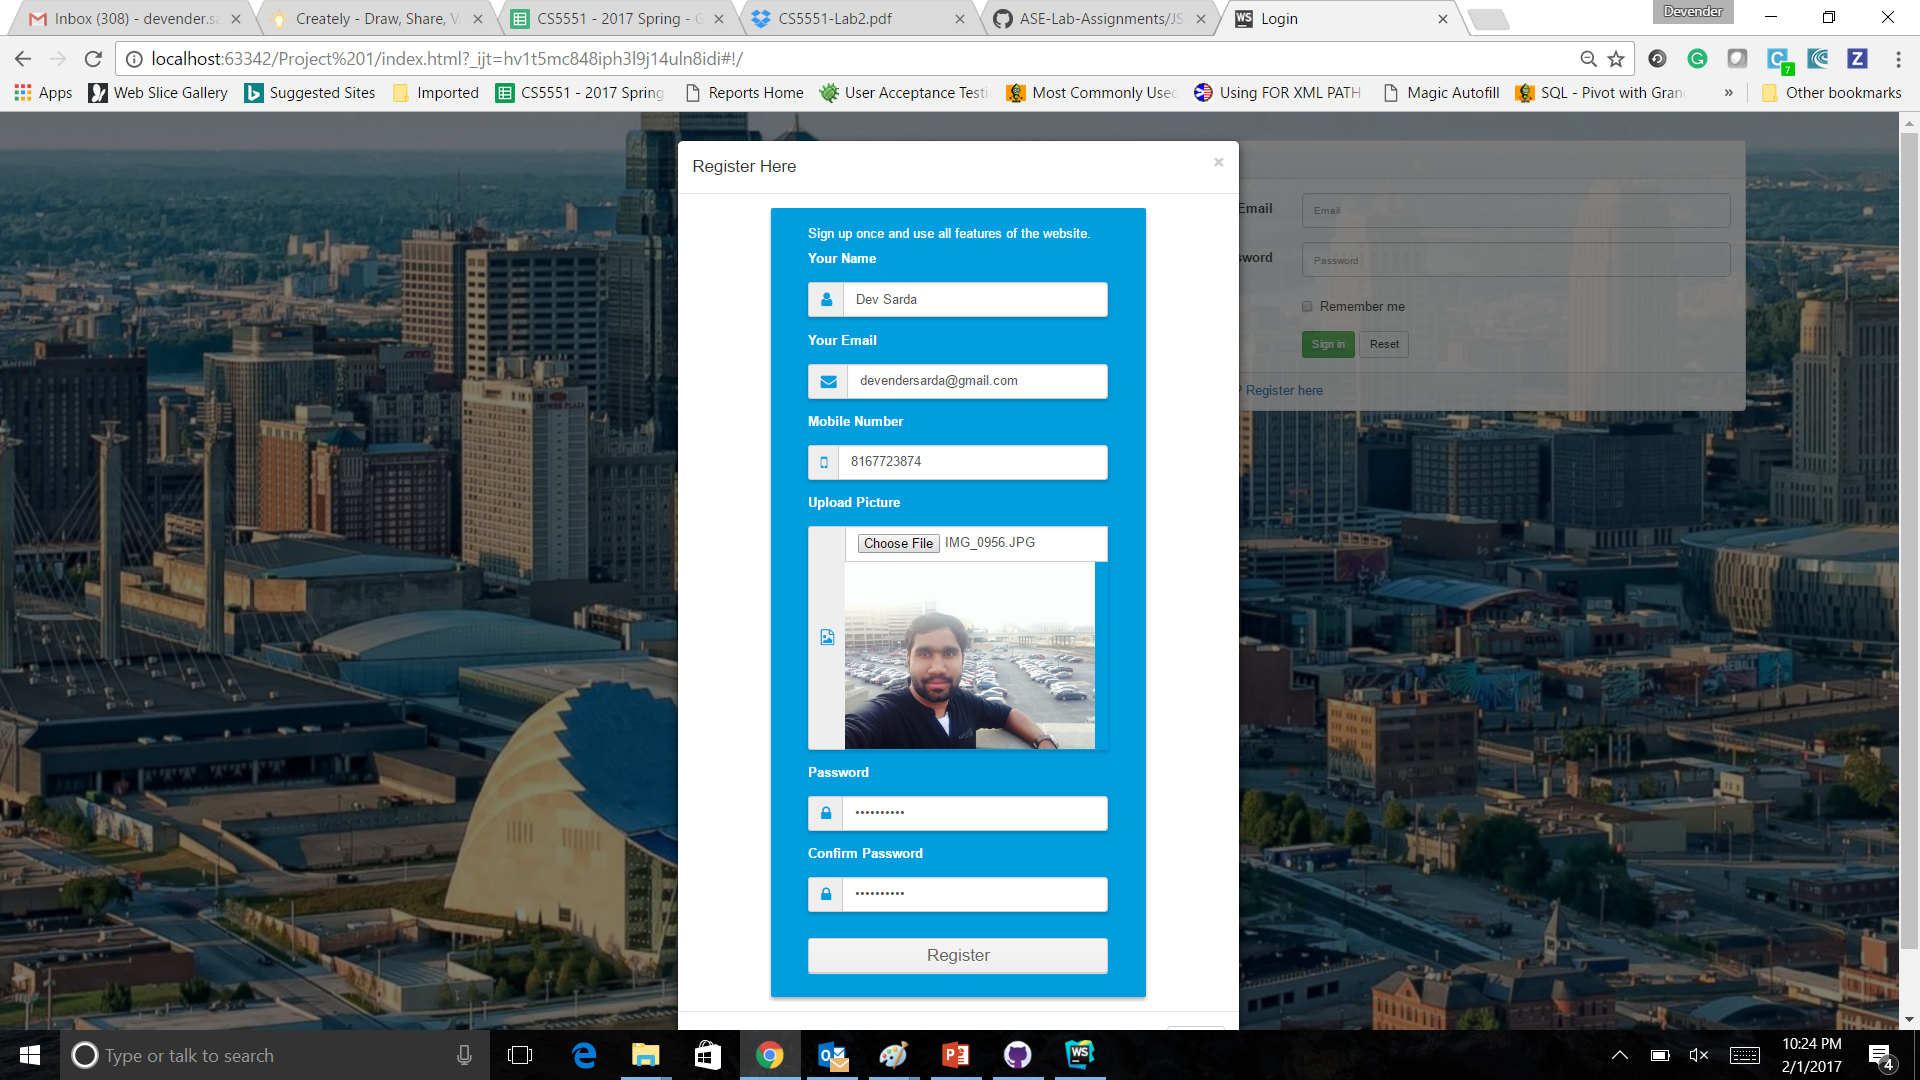 Inbox (308) - devender.sa
Creately - Draw, Share, V
CS5551 - 2017 Spring - G
CS5551-Lab2.pdf
ASE-Lab-Assignments/JS
Login
Devender
localhost:63342/Project%201/index.html?_ijt=hv1t5mc848iph3l9j14uln8idi#!/
7
Apps
Web Slice Gallery
Suggested Sites
Imported
CS5551 - 2017 Spring
Reports Home
User Acceptance Testi
Most Commonly Used
Using FOR XML PATH
Magic Autofill
SQL - Pivot with Gran
»
Other bookmarks
Register Here
×
Sign up once and use all features of the website.
Your Name
Dev Sarda
Your Email
devendersarda@gmail.com
Mobile Number
8167723874
Upload Picture
Choose File IMG_0956.JPG
Password
••••••••••
Confirm Password
••••••••••
Register
Email
Email
sword
Password
Remember me
Sign in
Reset
? Register here
Type or talk to search
10:24 PM
2/1/2017
4